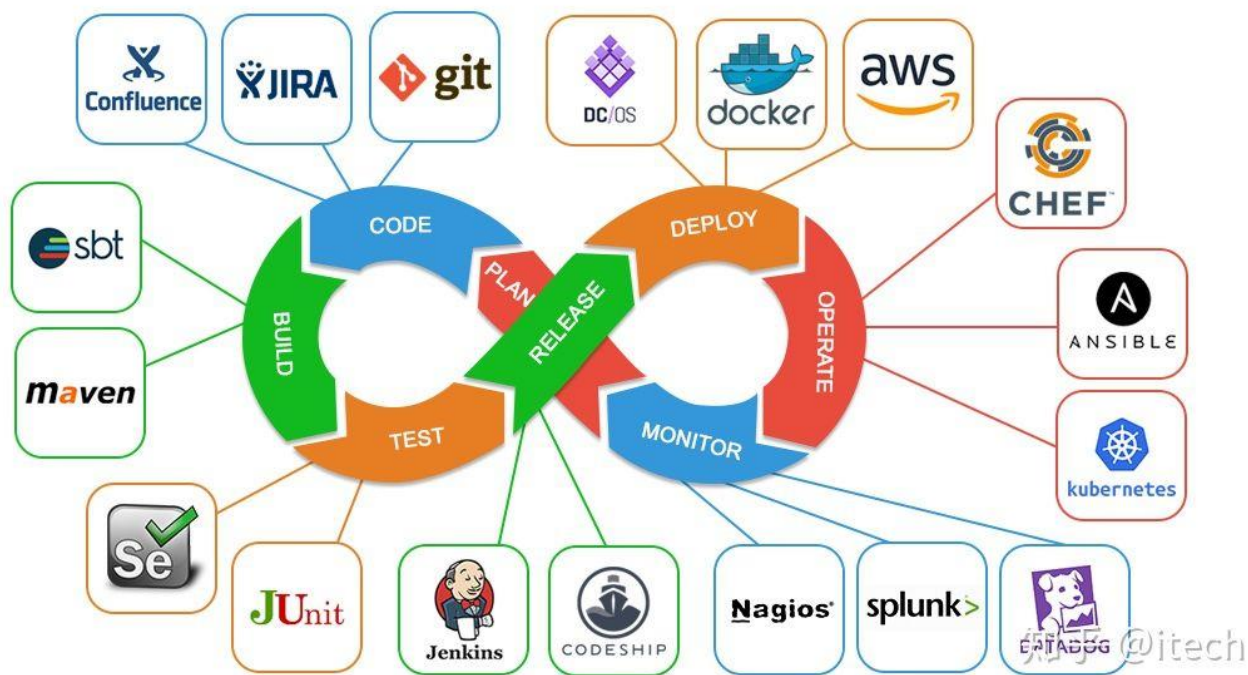 Confluence
JIRA
git
DC/OS
docker
aws
CHEF™
sbt
CODE
DEPLOY
PLAN
BUILD
RELEASE
OPERATE
ANSIBLE
maven
TEST
MONITOR
kubernetes
Se
JUnit
Jenkins
CODESHIP
Nagios®
splunk>
DATADOG
知乎 @itech